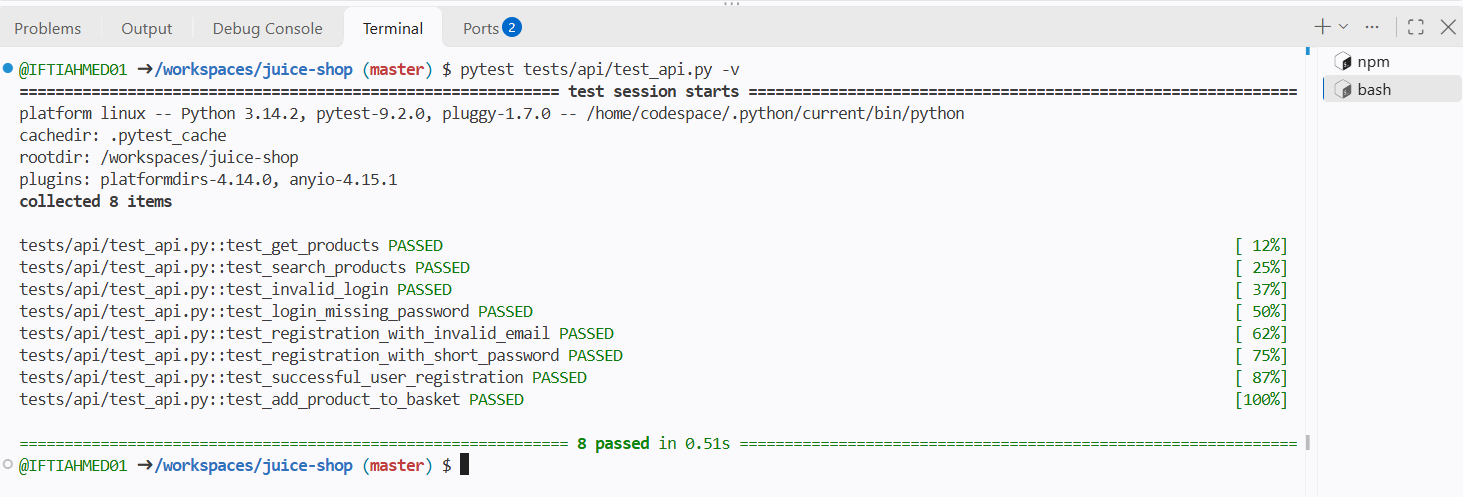 Problems Output Debug Console Terminal Ports 2
@IFTIAHMED01 ➜/workspaces/juice-shop (master) $ pytest tests/api/test_api.py -v
============================================================ test session starts =============================================================
platform linux -- Python 3.14.2, pytest-9.2.0, pluggy-1.7.0 -- /home/codespace/.python/current/bin/python
cachedir: .pytest_cache
rootdir: /workspaces/juice-shop
plugins: platformdirs-4.14.0, anyio-4.15.1
collected 8 items
tests/api/test_api.py::test_get_products PASSED [ 12%]
tests/api/test_api.py::test_search_products PASSED [ 25%]
tests/api/test_api.py::test_invalid_login PASSED [ 37%]
tests/api/test_api.py::test_login_missing_password PASSED [ 50%]
tests/api/test_api.py::test_registration_with_invalid_email PASSED [ 62%]
tests/api/test_api.py::test_registration_with_short_password PASSED [ 75%]
tests/api/test_api.py::test_successful_user_registration PASSED [ 87%]
tests/api/test_api.py::test_add_product_to_basket PASSED [100%]
============================================================= 8 passed in 0.51s ==============================================================
@IFTIAHMED01 ➜/workspaces/juice-shop (master) $
npm
bash